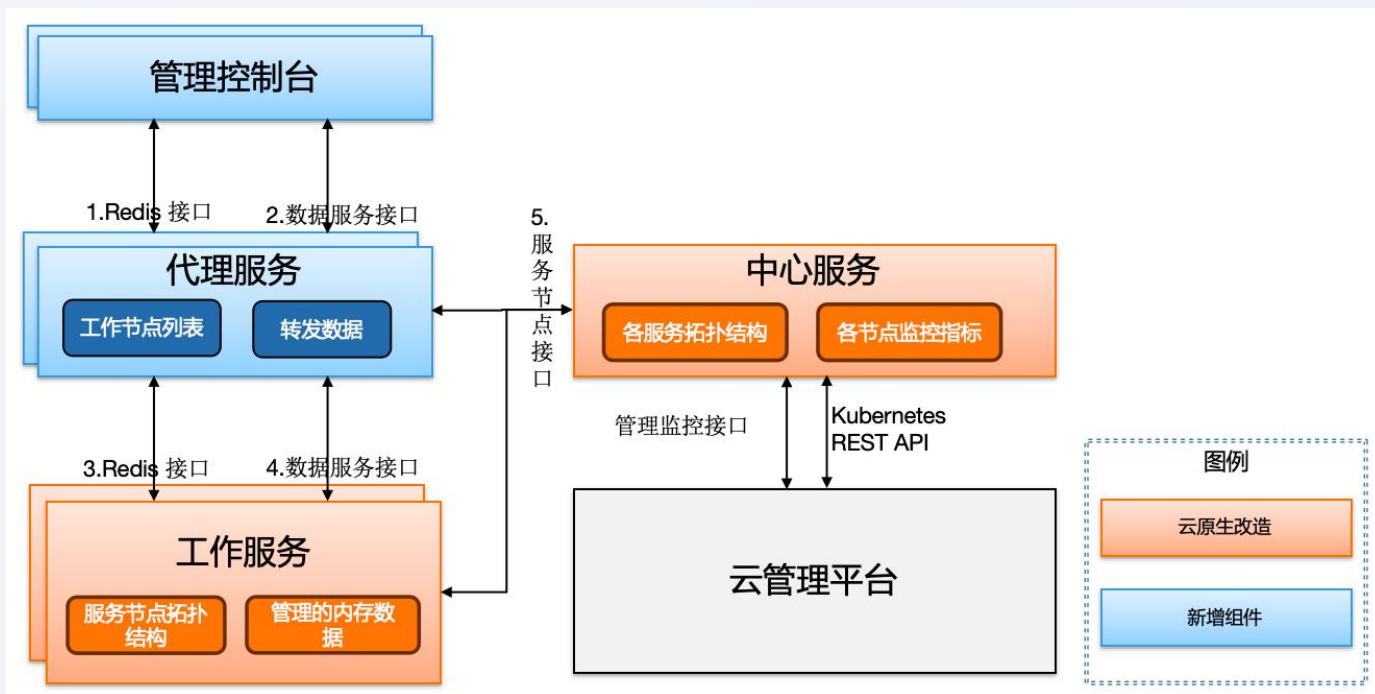 管理控制台
1.Redis 接口
2.数据服务接口
代理服务
工作节点列表
转发数据
3.Redis 接口
4.数据服务接口
工作服务
服务节点拓扑
结构
管理的内存数
据
5.
服
务
节
点
接
口
中心服务
各服务拓扑结构
各节点监控指标
管理监控接口
Kubernetes
REST API
云管理平台
图例
云原生改造
新增组件